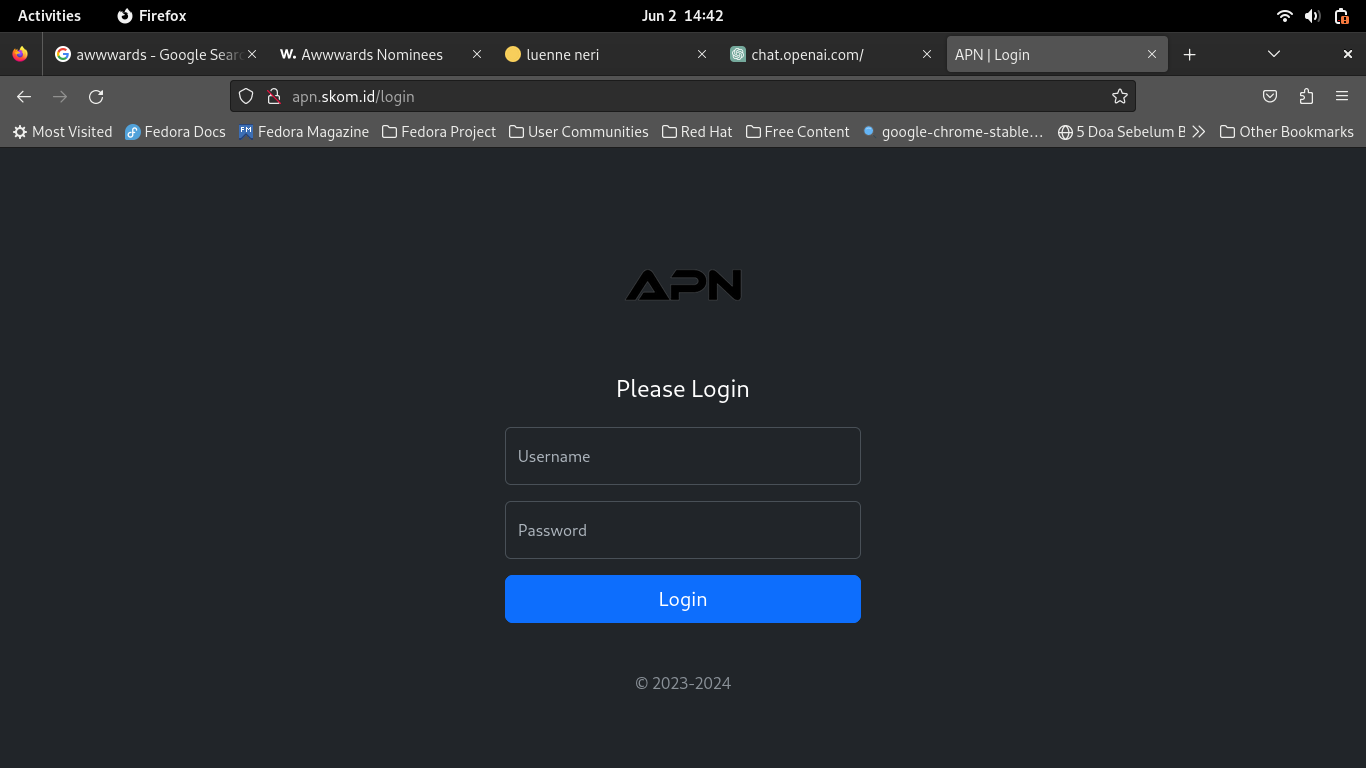 Activities Firefox Jun 2 14:42
awwwards - Google Sear W. Awwwards Nominees luenne neri chat.openai.com/ APN | Login
apn.skom.id/login
Most Visited Fedora Docs FM Fedora Magazine Fedora Project User Communities Red Hat Free Content google-chrome-stable… 5 Doa Sebelum B Other Bookmarks
APN
Please Login
Username
Password
Login
© 2023-2024